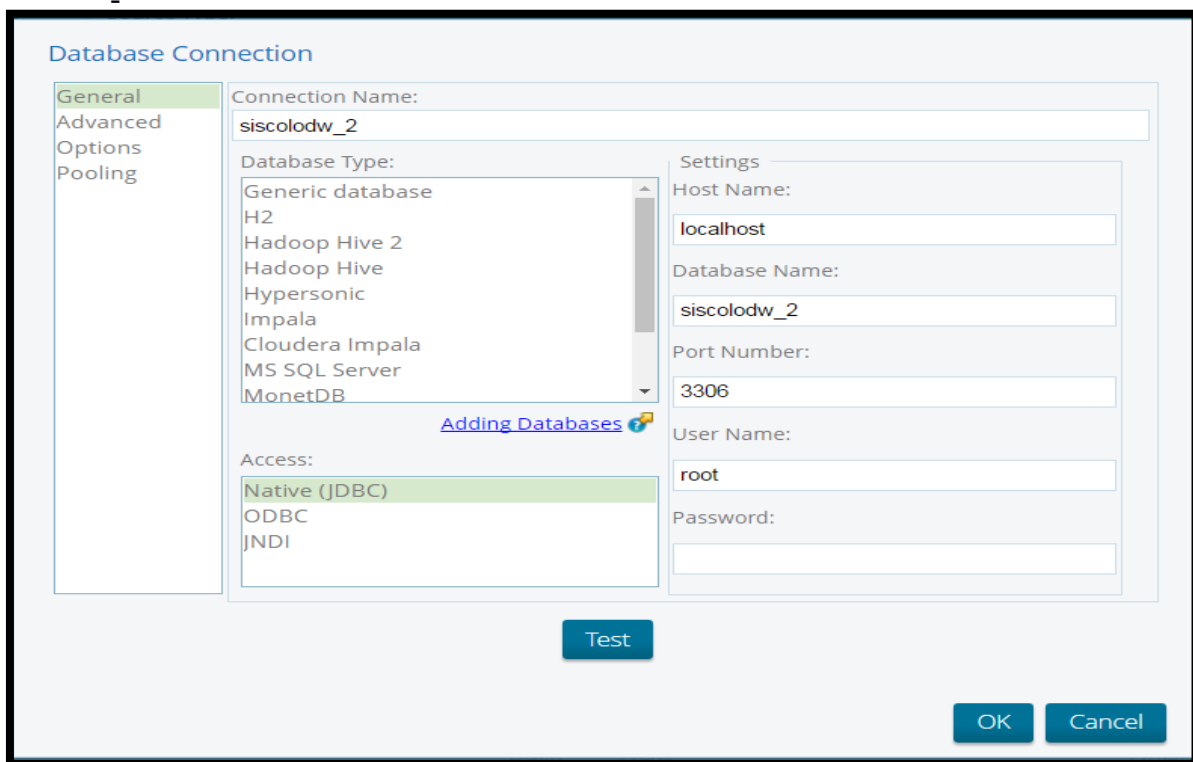 Database Connection
General
Advanced
Options
Pooling
Connection Name:
siscolodw_2
Database Type:
Generic database
H2
Hadoop Hive 2
Hadoop Hive
Hypersonic
Impala
Cloudera Impala
MS SQL Server
MonetDB
Adding Databases
Access:
Native (JDBC)
ODBC
JNDI
Settings
Host Name:
localhost
Database Name:
siscolodw_2
Port Number:
3306
User Name:
root
Password:
Test
OK
Cancel